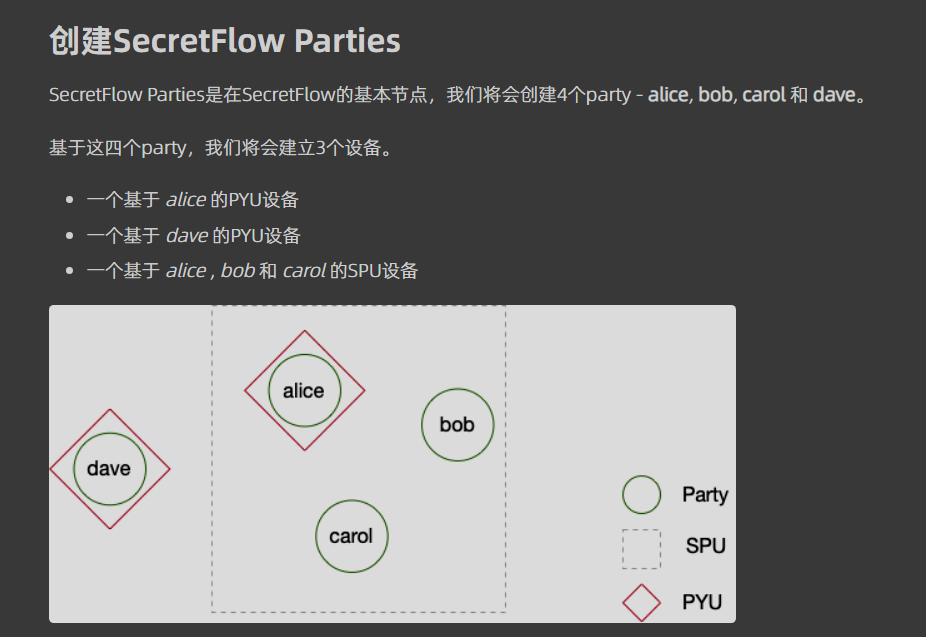 创建SecretFlow Parties
SecretFlow Parties是在SecretFlow的基本节点，我们将会创建4个party - alice, bob, carol 和 dave。
基于这四个party，我们将会建立3个设备。
• 一个基于 alice 的PYU设备
• 一个基于 dave 的PYU设备
• 一个基于 alice , bob 和 carol 的SPU设备
alice
bob
dave
carol
Party
SPU
PYU